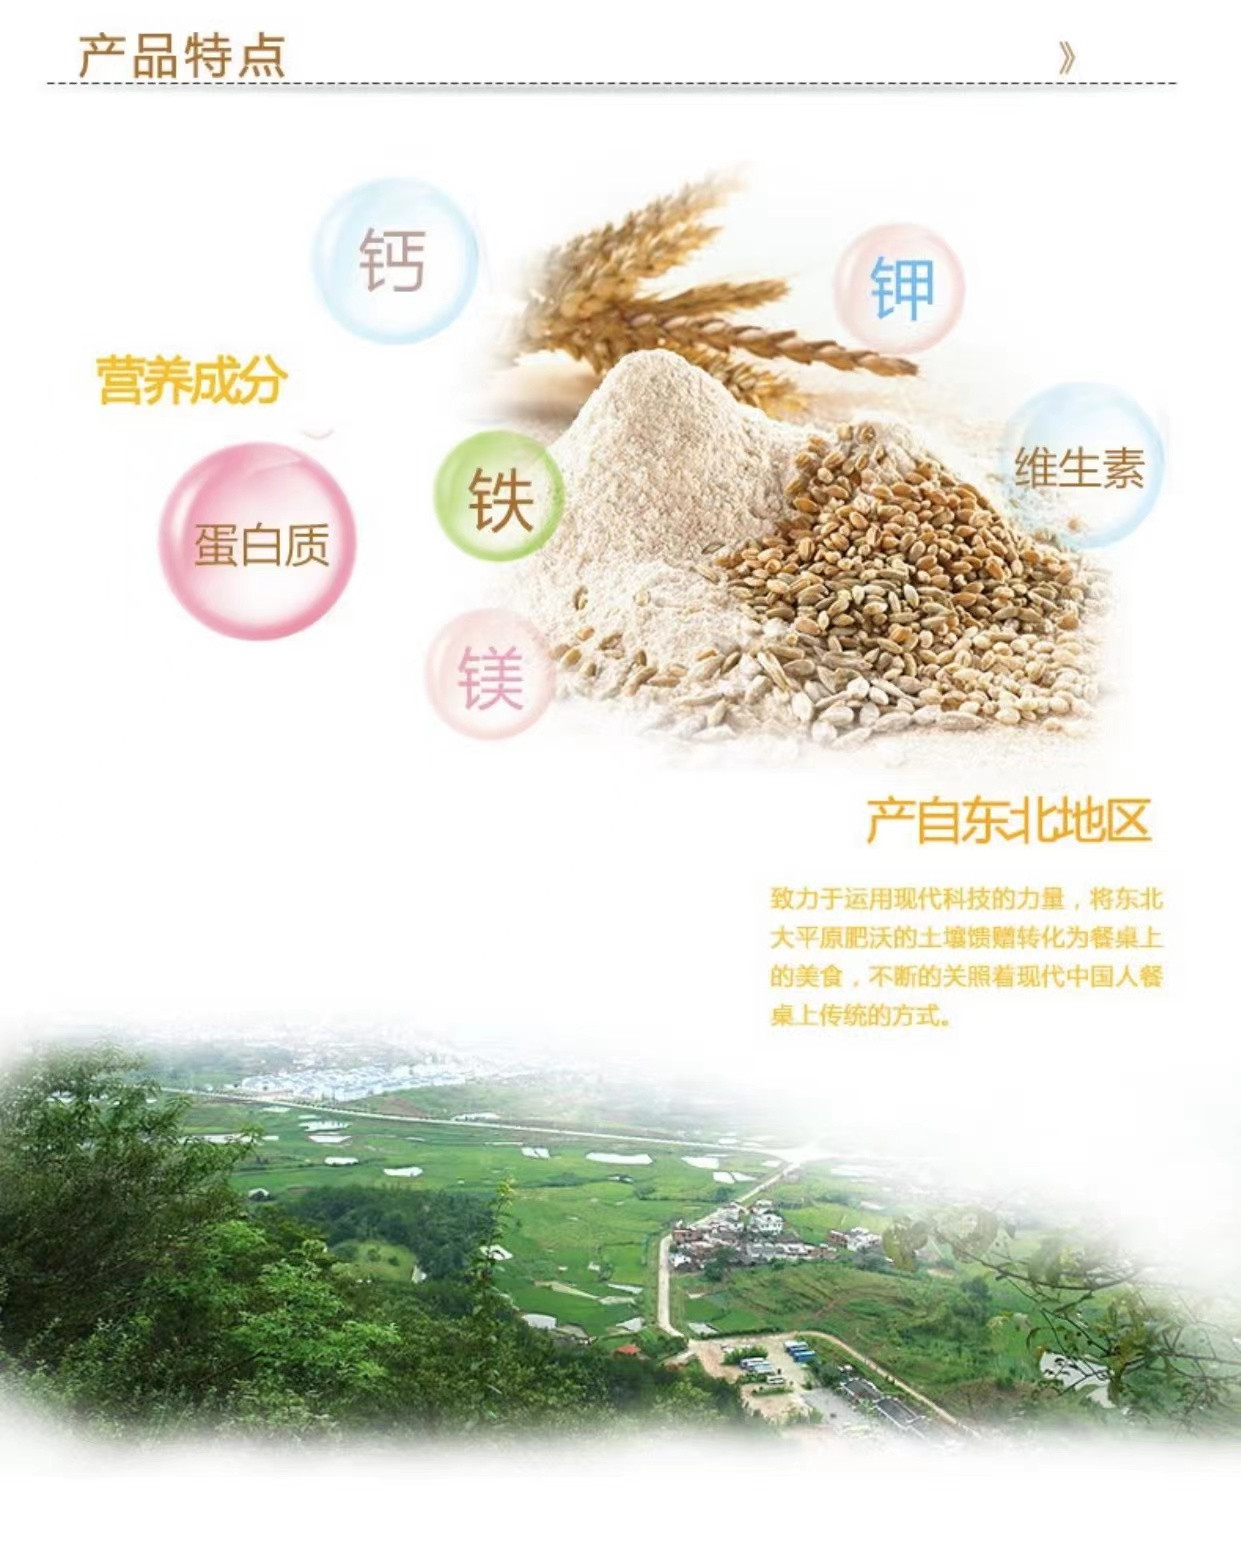 产品特点
》
钙
钾
营养成分
维生素
铁
蛋白质
镁
产自东北地区
致力于运用现代科技的力量，将东北
大平原肥沃的土壤馈赠转化为餐桌上
的美食，不断的关照着现代中国人餐
桌上传统的方式。